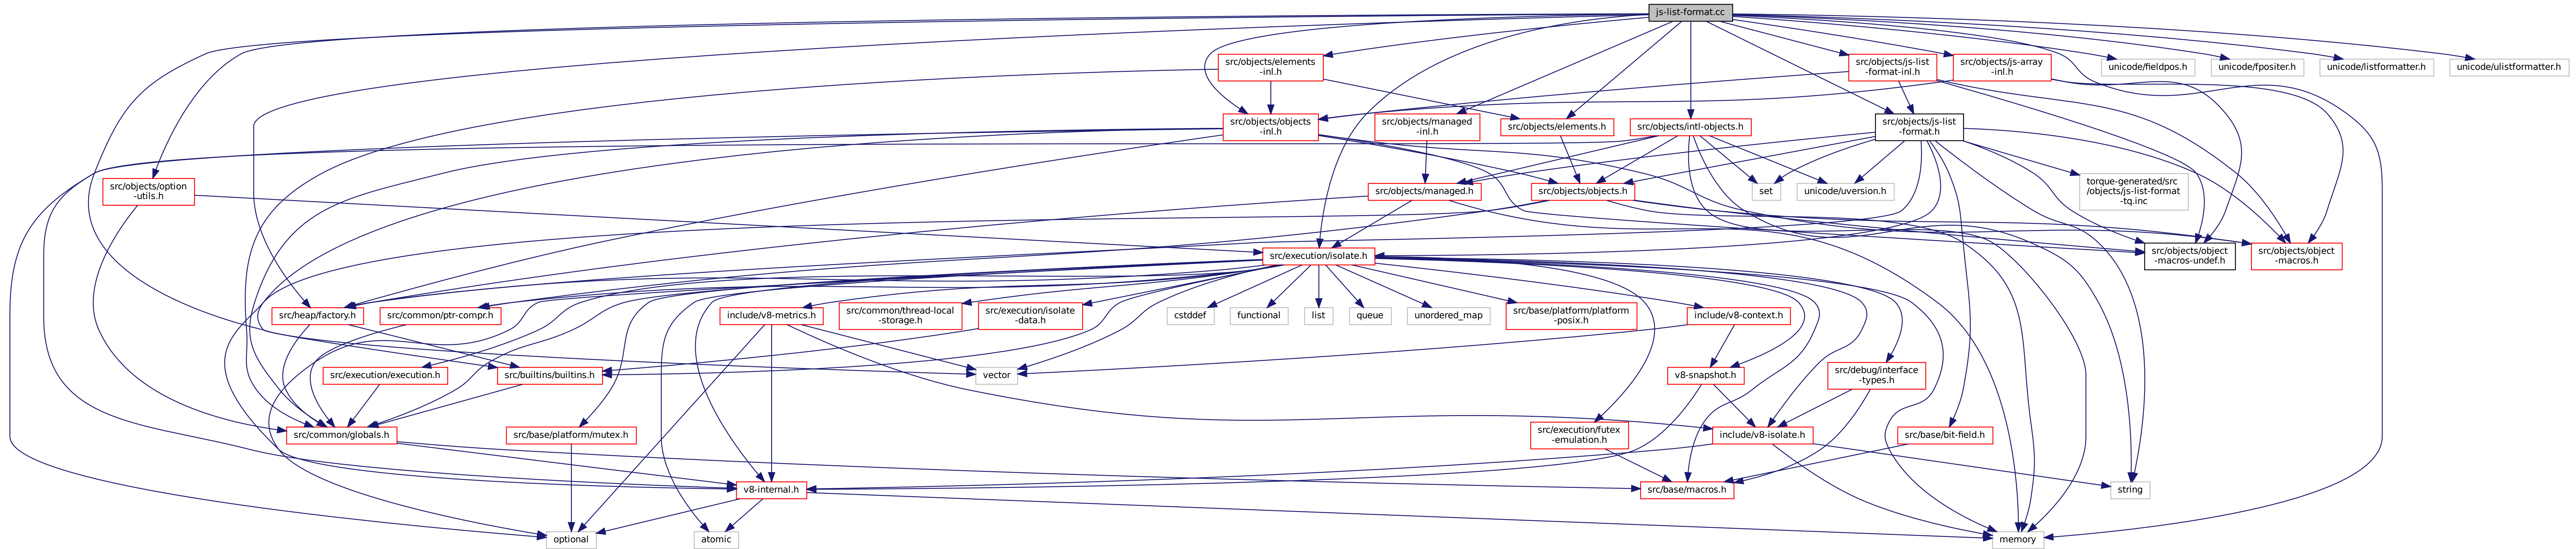 js-list-format.cc
src/objects/elements
-inl.h
src/objects/js-list
-format-inl.h
src/objects/js-array
-inl.h
unicode/fieldpos.h
unicode/fpositer.h
unicode/listformatter.h
unicode/ulistformatter.h
src/objects/objects
-inl.h
src/objects/managed
-inl.h
src/objects/elements.h
src/objects/intl-objects.h
src/objects/js-list
-format.h
src/objects/option
-utils.h
src/objects/managed.h
src/objects/objects.h
set
unicode/uversion.h
torque-generated/src
/objects/js-list-format
-tq.inc
src/execution/isolate.h
src/objects/object
-macros-undef.h
src/objects/object
-macros.h
src/heap/factory.h
src/common/ptr-compr.h
include/v8-metrics.h
src/common/thread-local
-storage.h
src/execution/isolate
-data.h
cstddef
functional
list
queue
unordered_map
src/base/platform/platform
-posix.h
include/v8-context.h
src/execution/execution.h
src/builtins/builtins.h
vector
v8-snapshot.h
src/debug/interface
-types.h
src/common/globals.h
src/base/platform/mutex.h
src/execution/futex
-emulation.h
include/v8-isolate.h
src/base/bit-field.h
v8-internal.h
src/base/macros.h
string
optional
atomic
memory